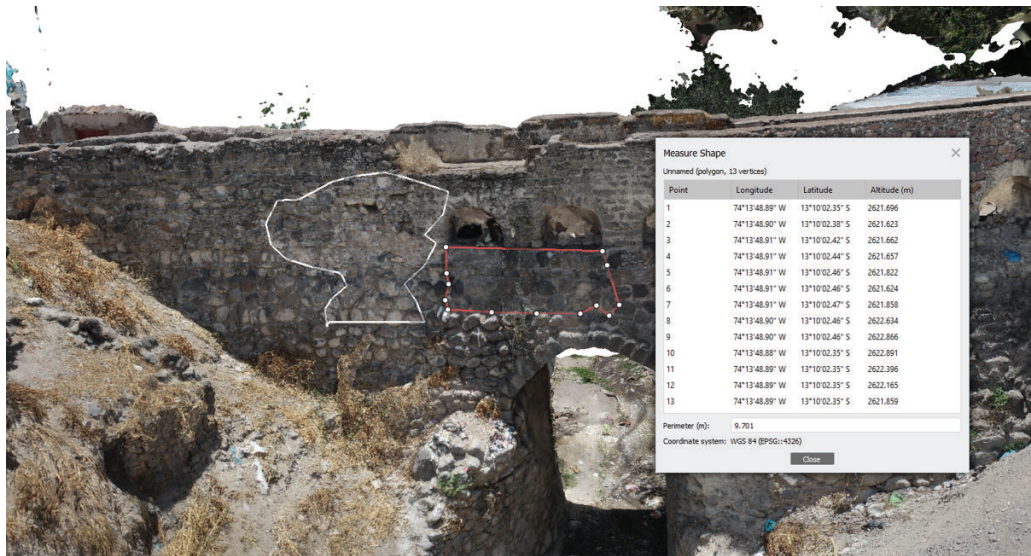 Measure Shape
Unnamed (polygon, 13 vertices)
Point Longitude Latitude Altitude (m)
1 74°13'48.89" W 13°10'02.35" S 2621.696
2 74°13'48.90" W 13°10'02.38" S 2621.623
3 74°13'48.91" W 13°10'02.42" S 2621.662
4 74°13'48.91" W 13°10'02.44" S 2621.657
5 74°13'48.91" W 13°10'02.46" S 2621.822
6 74°13'48.91" W 13°10'02.46" S 2621.624
7 74°13'48.91" W 13°10'02.47" S 2621.858
8 74°13'48.90" W 13°10'02.46" S 2622.634
9 74°13'48.90" W 13°10'02.46" S 2622.866
10 74°13'48.88" W 13°10'02.35" S 2622.891
11 74°13'48.89" W 13°10'02.35" S 2622.396
12 74°13'48.89" W 13°10'02.35" S 2622.165
13 74°13'48.89" W 13°10'02.35" S 2621.859
Perimeter (m): 9.701
Coordinate system: WGS 84 (EPSG::4326)
Close